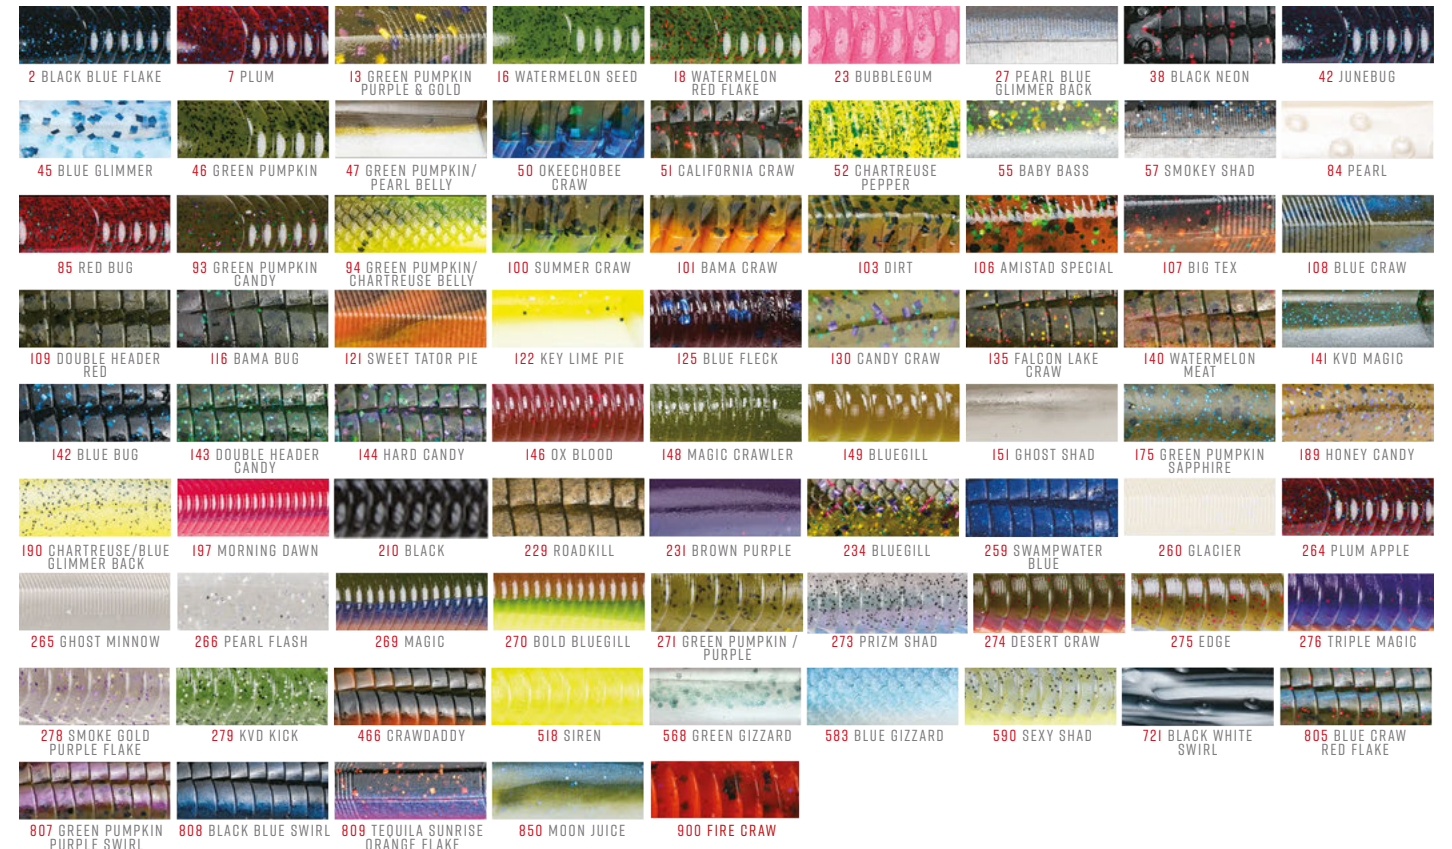 2 BLACK BLUE FLAKE
7 PLUM
13 GREEN PUMPKIN
PURPLE & GOLD
16 WATERMELON SEED
18 WATERMELON
RED FLAKE
23 BUBBLEGUM
27 PEARL BLUE
GLIMMER BACK
38 BLACK NEON
42 JUNEBUG
45 BLUE GLIMMER
46 GREEN PUMPKIN
47 GREEN PUMPKIN/
PEARL BELLY
50 OKEECHOBEE
CRAW
51 CALIFORNIA CRAW
52 CHARTREUSE
PEPPER
55 BABY BASS
57 SMOKEY SHAD
84 PEARL
85 RED BUG
93 GREEN PUMPKIN
CANDY
94 GREEN PUMPKIN/
CHARTREUSE BELLY
100 SUMMER CRAW
101 BAMA CRAW
103 DIRT
106 AMISTAD SPECIAL
107 BIG TEX
108 BLUE CRAW
109 DOUBLE HEADER
RED
116 BAMA BUG
121 SWEET TATOR PIE
122 KEY LIME PIE
125 BLUE FLECK
130 CANDY CRAW
135 FALCON LAKE
CRAW
140 WATERMELON
MEAT
141 KVD MAGIC
142 BLUE BUG
143 DOUBLE HEADER
CANDY
144 HARD CANDY
146 OX BLOOD
148 MAGIC CRAWLER
149 BLUEGILL
151 GHOST SHAD
175 GREEN PUMPKIN
SAPPHIRE
189 HONEY CANDY
190 CHARTREUSE/BLUE
GLIMMER BACK
197 MORNING DAWN
210 BLACK
229 ROADKILL
231 BROWN PURPLE
234 BLUEGILL
259 SWAMPWATER
BLUE
260 GLACIER
264 PLUM APPLE
265 GHOST MINNOW
266 PEARL FLASH
269 MAGIC
270 BOLD BLUEGILL
271 GREEN PUMPKIN /
PURPLE
273 PRIZM SHAD
274 DESERT CRAW
275 EDGE
276 TRIPLE MAGIC
278 SMOKE GOLD
PURPLE FLAKE
279 KVD KICK
466 CRAWDADDY
518 SIREN
568 GREEN GIZZARD
583 BLUE GIZZARD
590 SEXY SHAD
721 BLACK WHITE
SWIRL
805 BLUE CRAW
RED FLAKE
807 GREEN PUMPKIN
PURPLE SWIRL
808 BLACK BLUE SWIRL
809 TEQUILA SUNRISE
ORANGE FLAKE
850 MOON JUICE
900 FIRE CRAW